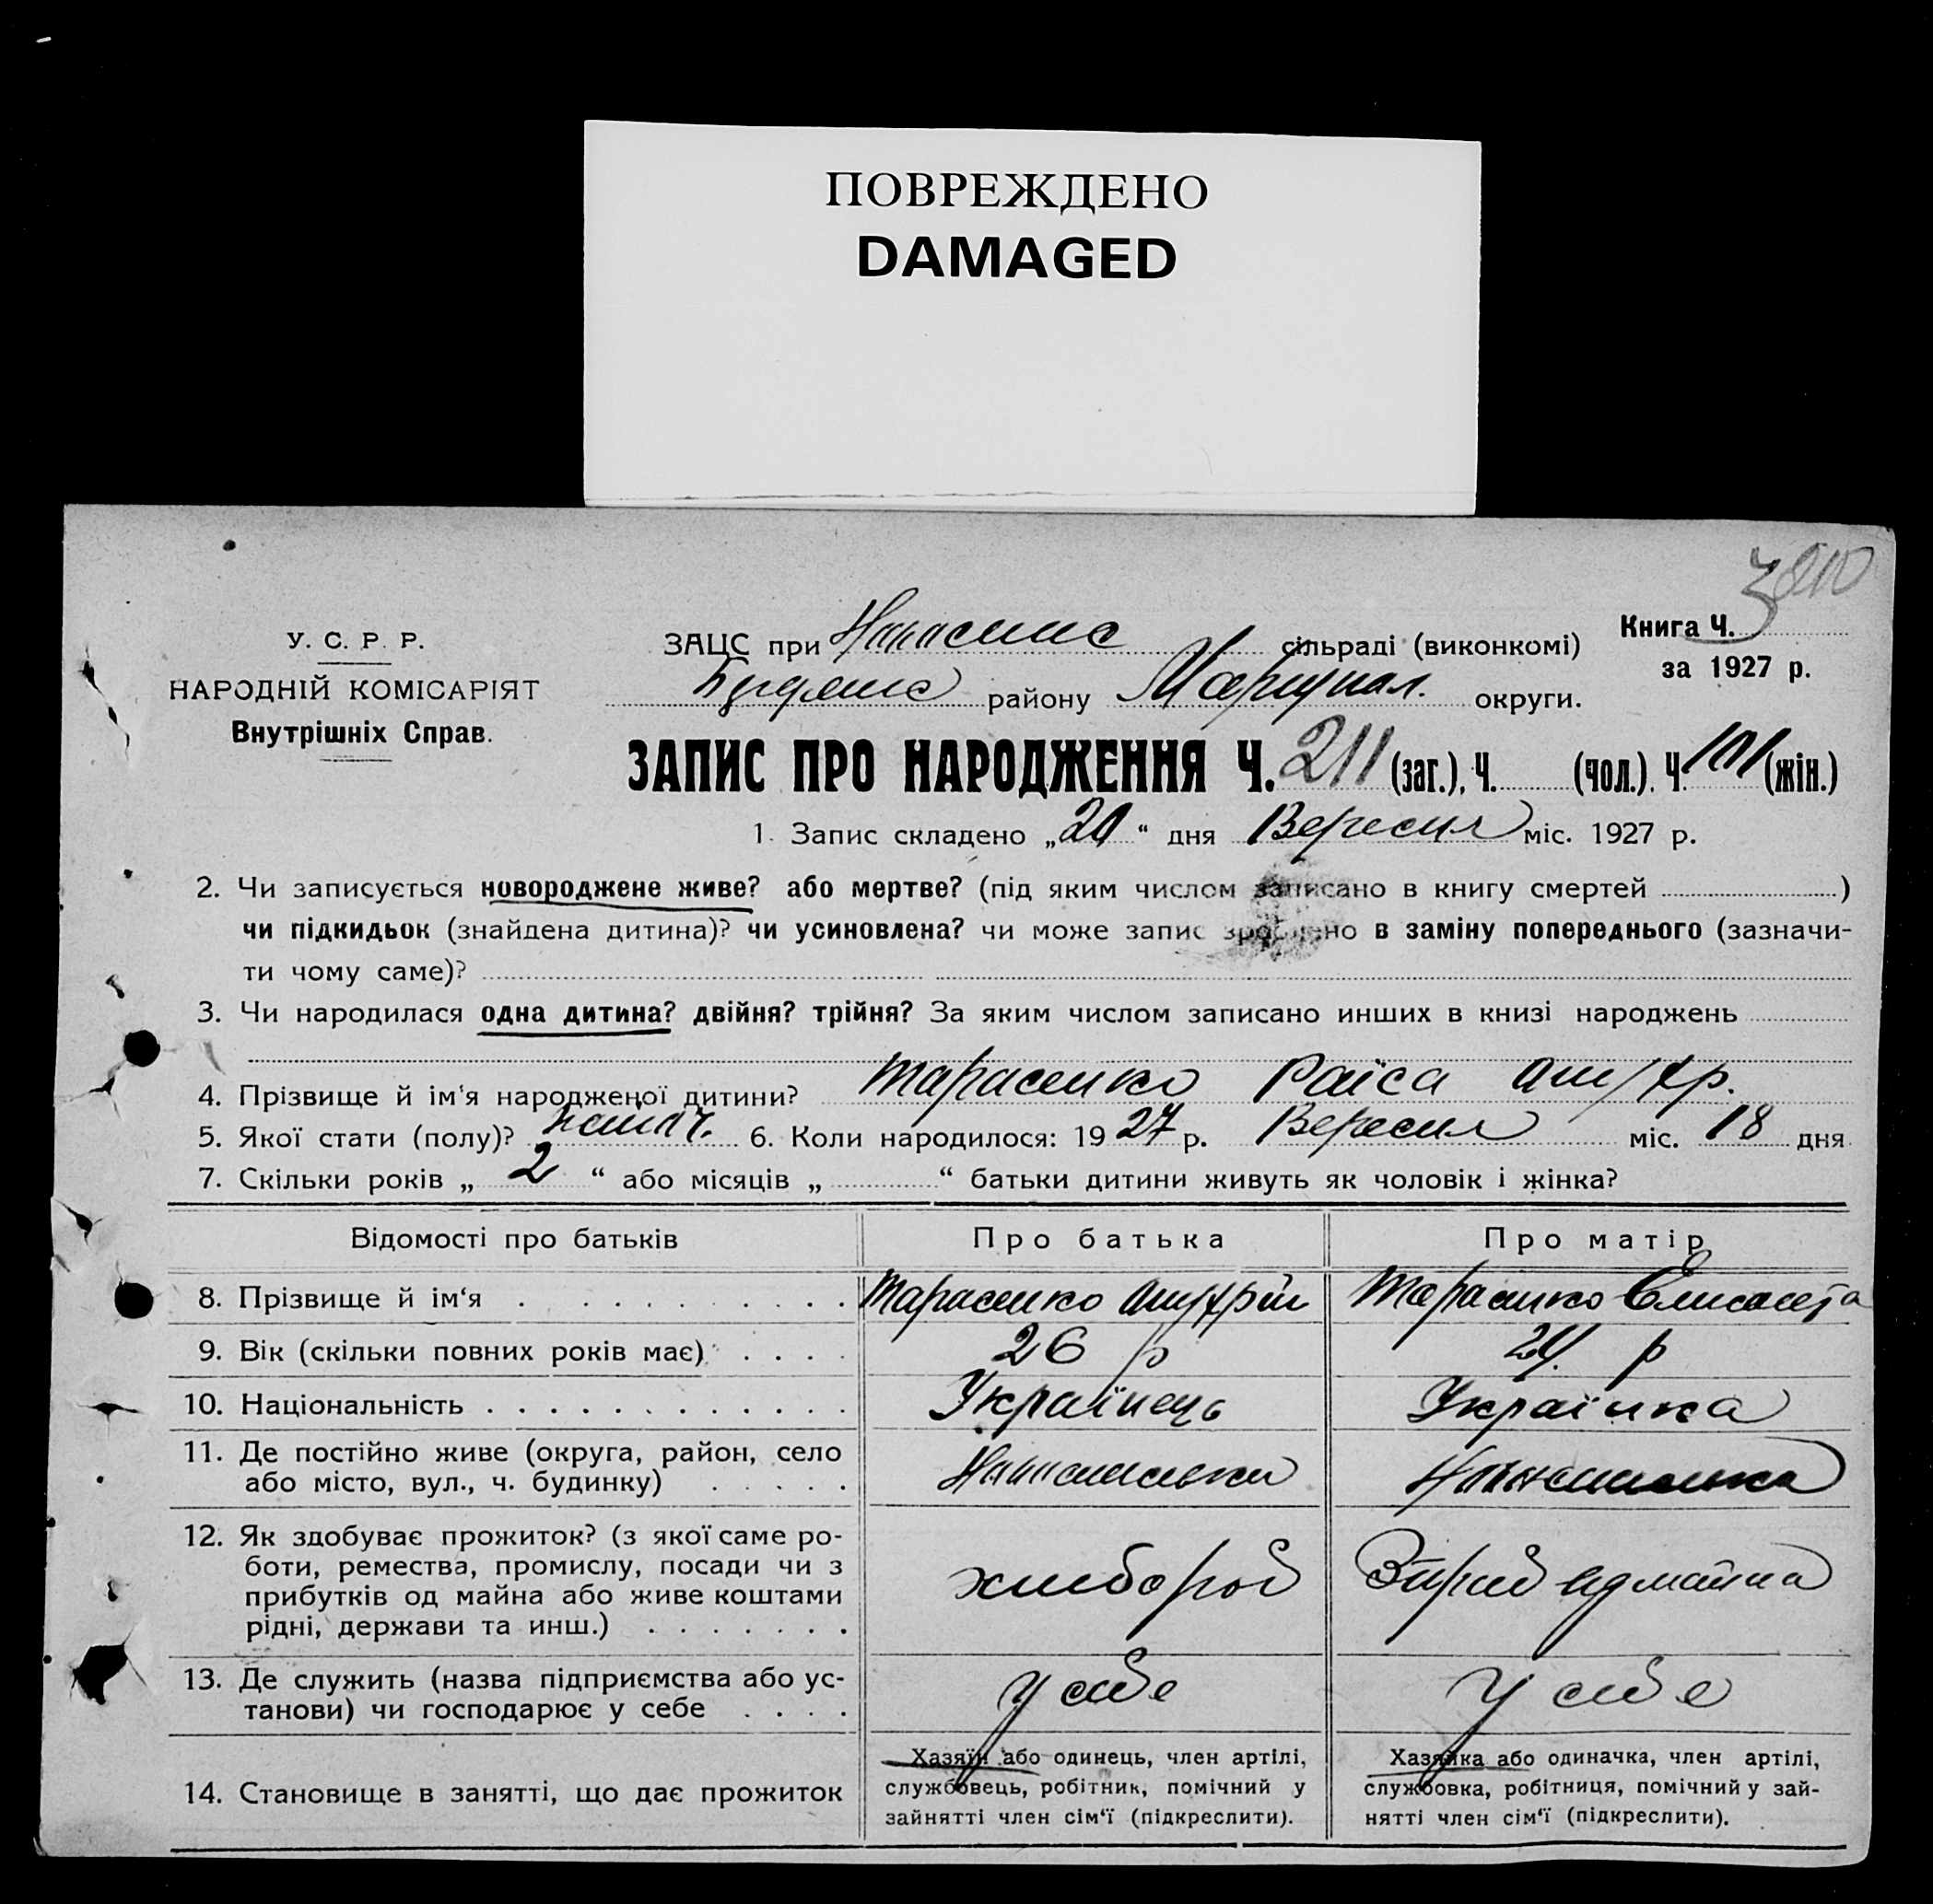 ПОВРЕЖДЕНО
DAMAGED
У. С. Р. Р.
НАРОДНІЙ КОМІСАРІЯТ
Внутрішніх Справ.
ЗАЦС при сільраді (виконкомі)
району Маріупол. округи.
Книга Ч. 3
за 1927 р.
ЗАПИС ПРО НАРОДЖЕННЯ Ч. 211 (заг.), Ч. (чол.). Ч. 101 (жін.)
1. Запис складено „20“ дня Вересня міс. 1927 р.
2. Чи записується новороджене живе? або мертве? (під яким числом записано в книгу смертей )
чи підкидьок (знайдена дитина)? чи усиновлена? чи може запис зроблено в заміну попереднього (зазначи-
ти чому саме)?
3. Чи народилася одна дитина? двійня? трійня? За яким числом записано инших в книзі народжень
4. Прізвище й ім‘я народженої дитини? Тарасенко Раїса
5. Якої стати (полу)? 6. Коли народилося: 1927 р. Вересня міс. 18 дня
7. Скільки років „ 2 “ або місяців „ “ батьки дитини живуть як чоловік і жінка?
Відомості про батьків Про батька Про матір
8. Прізвище й ім‘я Тарасенко Тарасенко Елисавета
9. Вік (скільки повних років має) 26 р 24 р
10. Національність Українець Українка
11. Де постійно живе (округа, район, село
або місто, вул., ч. будинку)
12. Як здобуває прожиток? (з якої саме ро-
боти, ремества, промислу, посади чи з
прибутків од майна або живе коштами
рідні, держави та инш.) хлебороб
13. Де служить (назва підприємства або ус-
танови) чи господарює у себе у себе у себе
14. Становище в занятті, що дає прожиток
Хазяїн або одинець, член артілі,
службовець, робітник, помічний у
зайнятті член сім‘ї (підкреслити).
Хазяйка або одиначка, член артілі,
службовка, робітниця, помічний у зай-
нятті член сім‘ї (підкреслити).